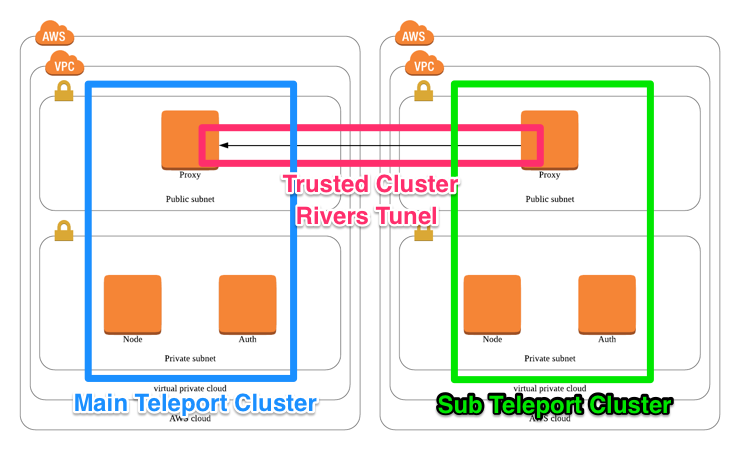 AWS
AWS
VPC
VPC
Proxy
Proxy
Trusted Cluster
Rivers Tunel
Public subnet
Public subnet
Node
Auth
Node
Auth
Private subnet
Private subnet
virtual private cloud
virtual private cloud
Main Teleport Cluster
Sub Teleport Cluster
AWS cloud
AWS cloud